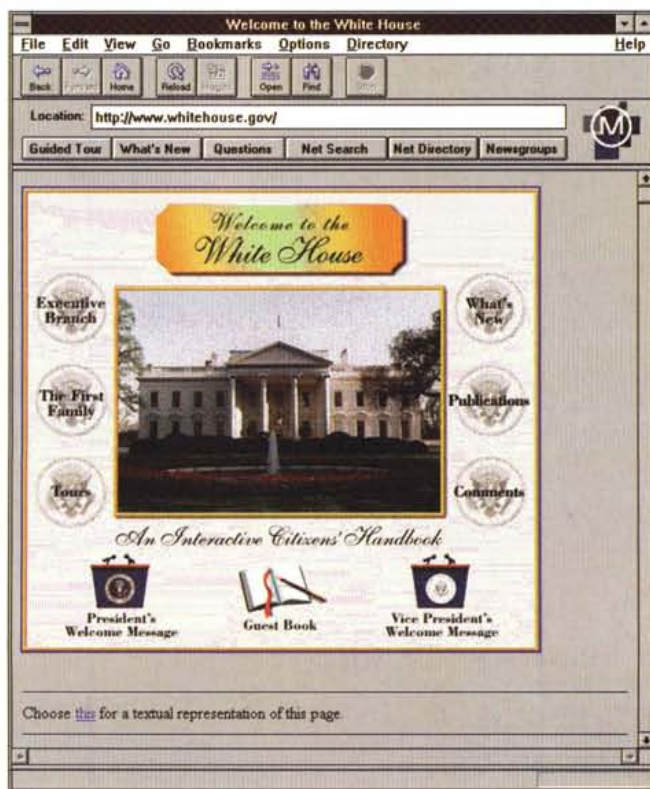 Welcome to the White House
File Edit View Go Bookmarks Options Directory Help
Back Forward Home Reload Images Open Find Stop
Location: http://www.whitehouse.gov/
M
Guided Tour What's New Questions Net Search Net Directory Newsgroups
Welcome to the
White House
Executive
Branch
What's
New
The First
Family
Publications
Tours
Comments
An Interactive Citizens' Handbook
President's
Welcome Message
Guest Book
Vice President's
Welcome Message
Choose this for a textual representation of this page.